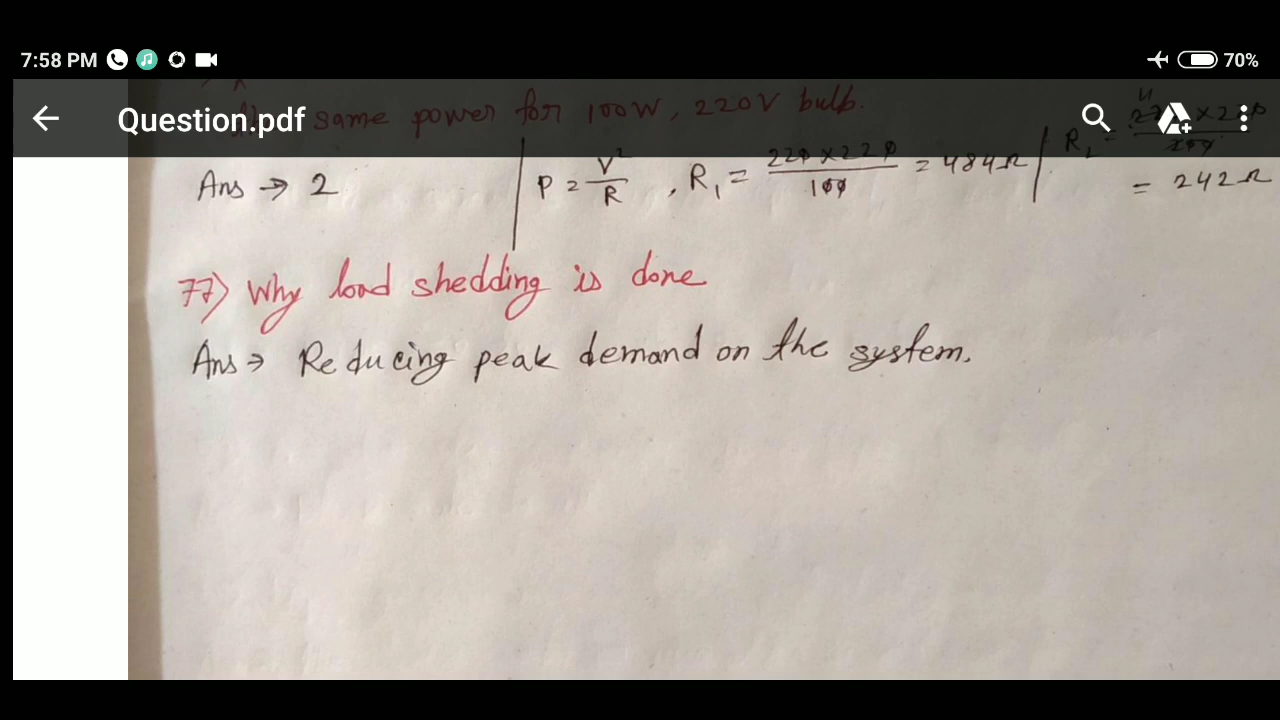 7:58 PM 70%
Question.pdf
same power for 100W, 220V bulb.
Ans → 2
P = V²/R , R₁ = 220 × 220 / 100 = 484Ω
R₂ =
= 242Ω
77) Why load shedding is done
Ans → Reducing peak demand on the system.